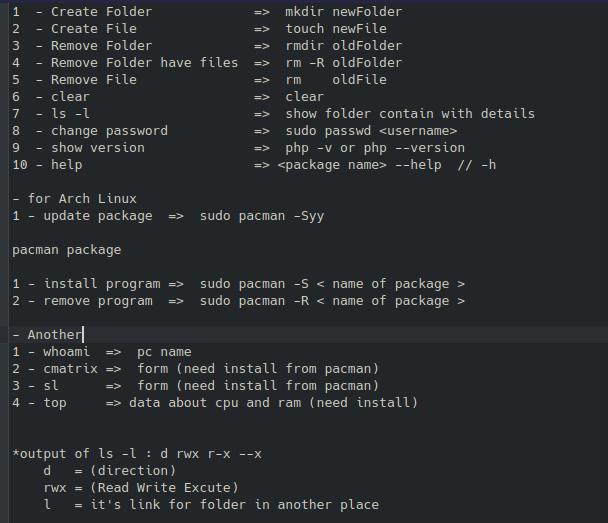 1  - Create Folder             =>  mkdir newFolder
2  - Create File               =>  touch newFile
3  - Remove Folder             =>  rmdir oldFolder
4  - Remove Folder have files  =>  rm -R oldFolder
5  - Remove File               =>  rm    oldFile
6  - clear                     =>  clear
7  - ls -l                     =>  show folder contain with details
8  - change password           =>  sudo passwd <username>
9  - show version              =>  php -v or php --version
10 - help                      => <package name> --help  // -h

- for Arch Linux
1 - update package  =>  sudo pacman -Syy

pacman package

1 - install program =>  sudo pacman -S < name of package >
2 - remove program  =>  sudo pacman -R < name of package >

- Another
1 - whoami  =>  pc name
2 - cmatrix =>  form (need install from pacman)
3 - sl      =>  form (need install from pacman)
4 - top     => data about cpu and ram (need install)

*output of ls -l : d rwx r-x --x
    d   = (direction)
    rwx = (Read Write Excute)
    l   = it's link for folder in another place